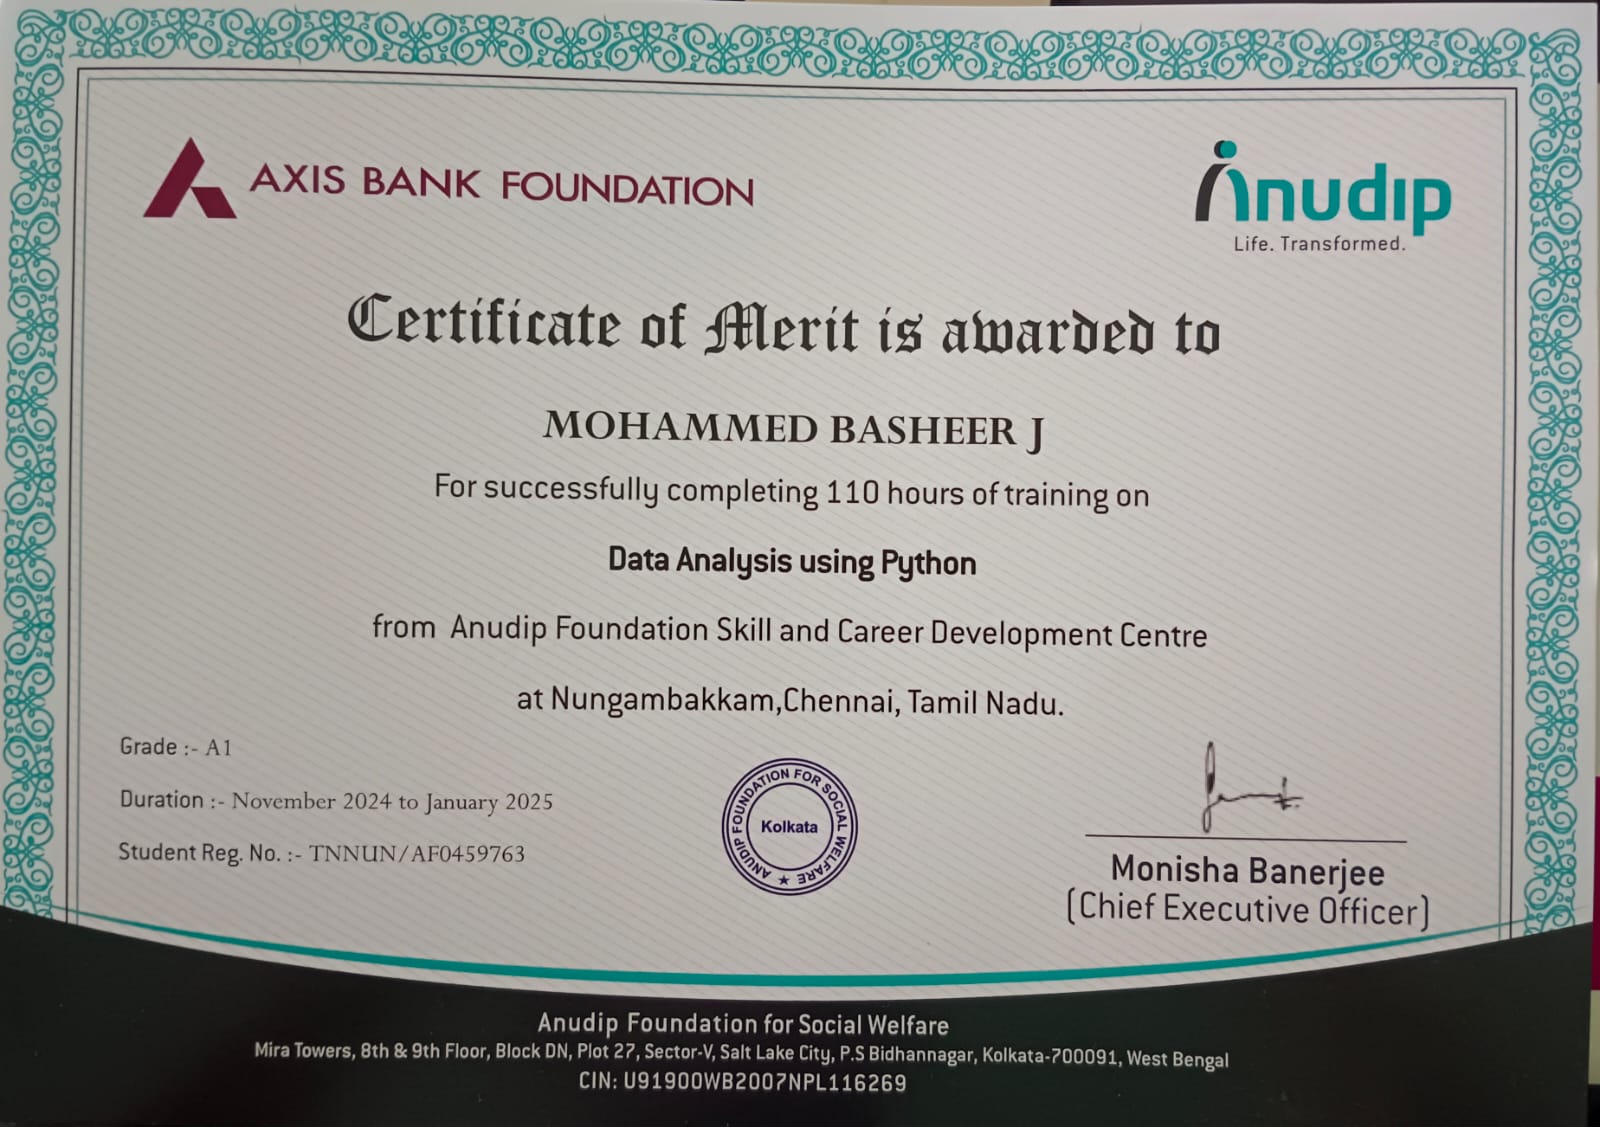 AXIS BANK FOUNDATION
Anudip
Life. Transformed.
Certificate of Merit is awarded to
MOHAMMED BASHEER J
For successfully completing 110 hours of training on
Data Analysis using Python
from Anudip Foundation Skill and Career Development Centre
at Nungambakkam,Chennai, Tamil Nadu.
Grade :- A1
Duration :- November 2024 to January 2025
Student Reg. No. :- TNNUN/AF0459763
ANUDIP FOUNDATION FOR SOCIAL WELFARE ★
Kolkata
Monisha Banerjee
(Chief Executive Officer)
Anudip Foundation for Social Welfare
Mira Towers, 8th & 9th Floor, Block DN, Plot 27, Sector-V, Salt Lake City, P.S Bidhannagar, Kolkata-700091, West Bengal
CIN: U91900WB2007NPL116269